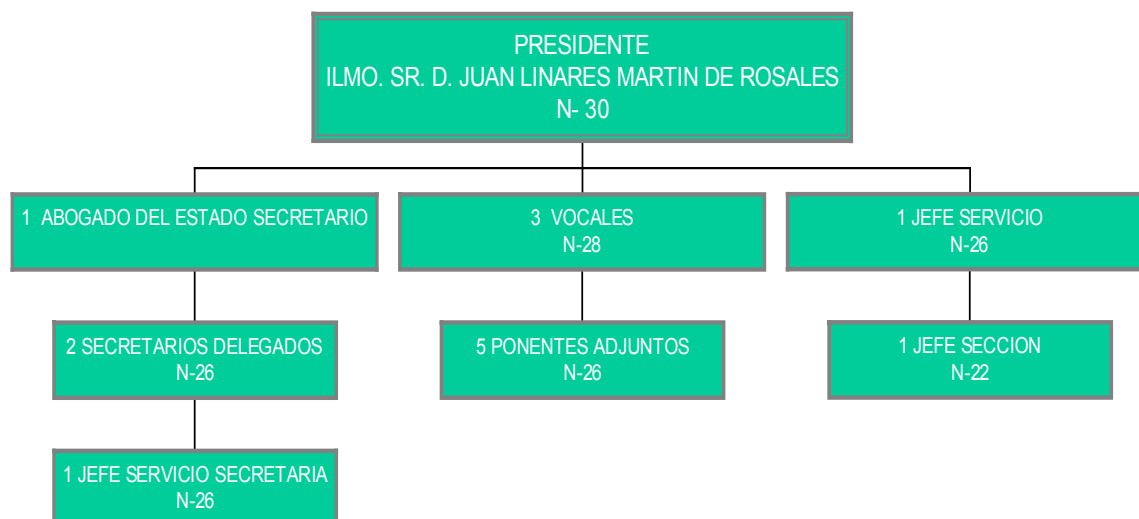 PRESIDENTE
ILMO. SR. D. JUAN LINARES MARTIN DE ROSALES
N- 30
1 ABOGADO DEL ESTADO SECRETARIO
3 VOCALES
N-28
1 JEFE SERVICIO
N-26
2 SECRETARIOS DELEGADOS
N-26
5 PONENTES ADJUNTOS
N-26
1 JEFE SECCION
N-22
1 JEFE SERVICIO SECRETARIA
N-26